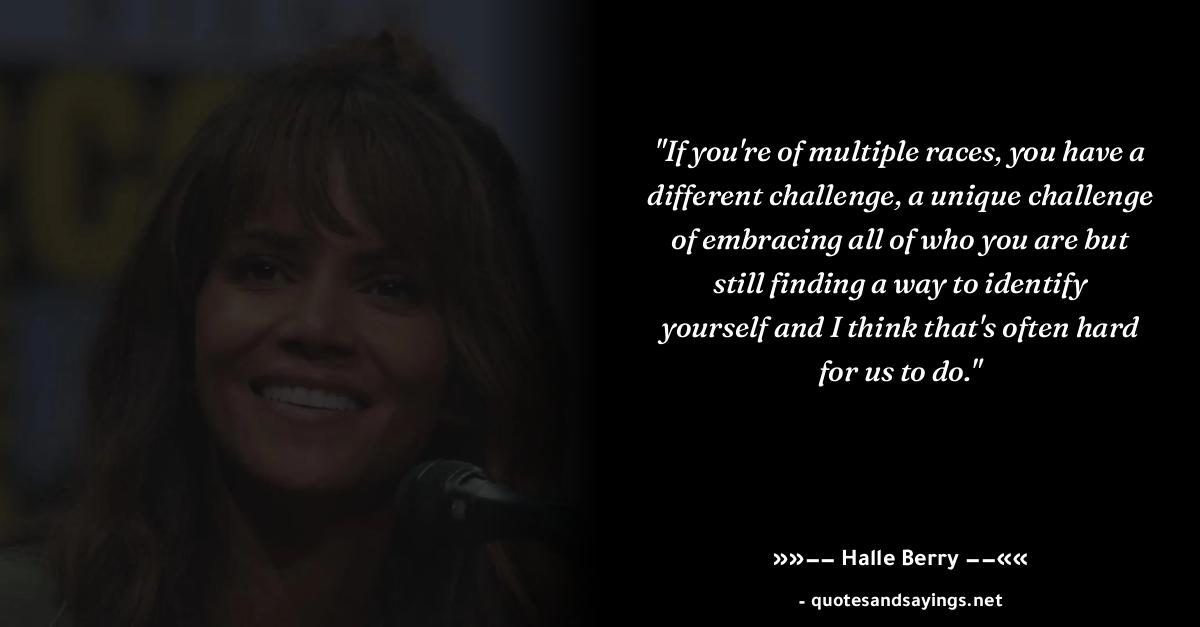 "If you're of multiple races, you have a
different challenge, a unique challenge
of embracing all of who you are but
still finding a way to identify
yourself and I think that's often hard
for us to do."
»»−− Halle Berry −−««
- quotesandsayings.net